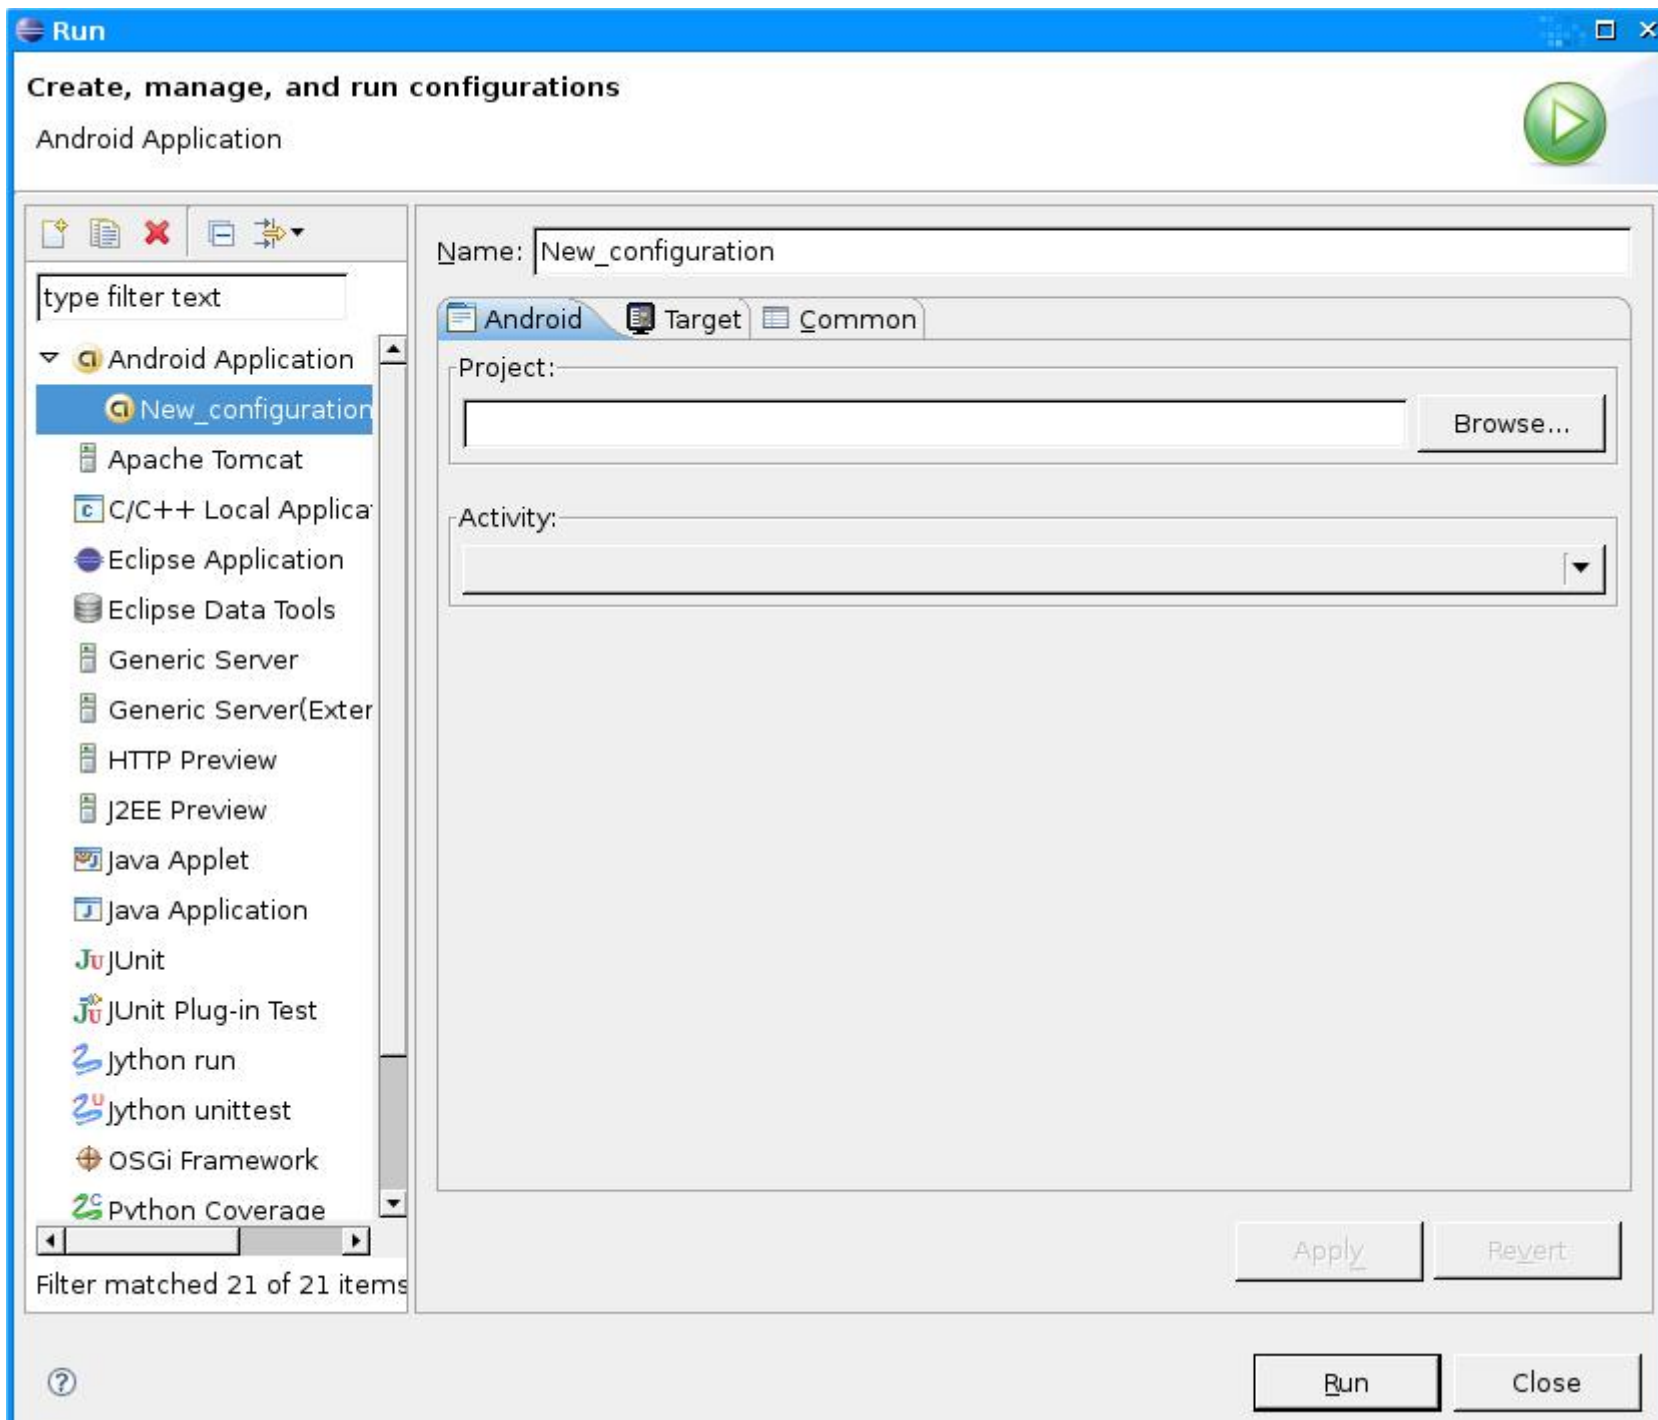 Run
Create, manage, and run configurations
Android Application
type filter text
Android Application
New_configuration
Apache Tomcat
C/C++ Local Applica
Eclipse Application
Eclipse Data Tools
Generic Server
Generic Server(Exter
HTTP Preview
J2EE Preview
Java Applet
Java Application
JUnit
JUnit Plug-in Test
Jython run
Jython unittest
OSGi Framework
Python Coverage
Filter matched 21 of 21 items
Name: New_configuration
Android Target Common
Project:
Browse...
Activity:
Apply Revert
Run Close